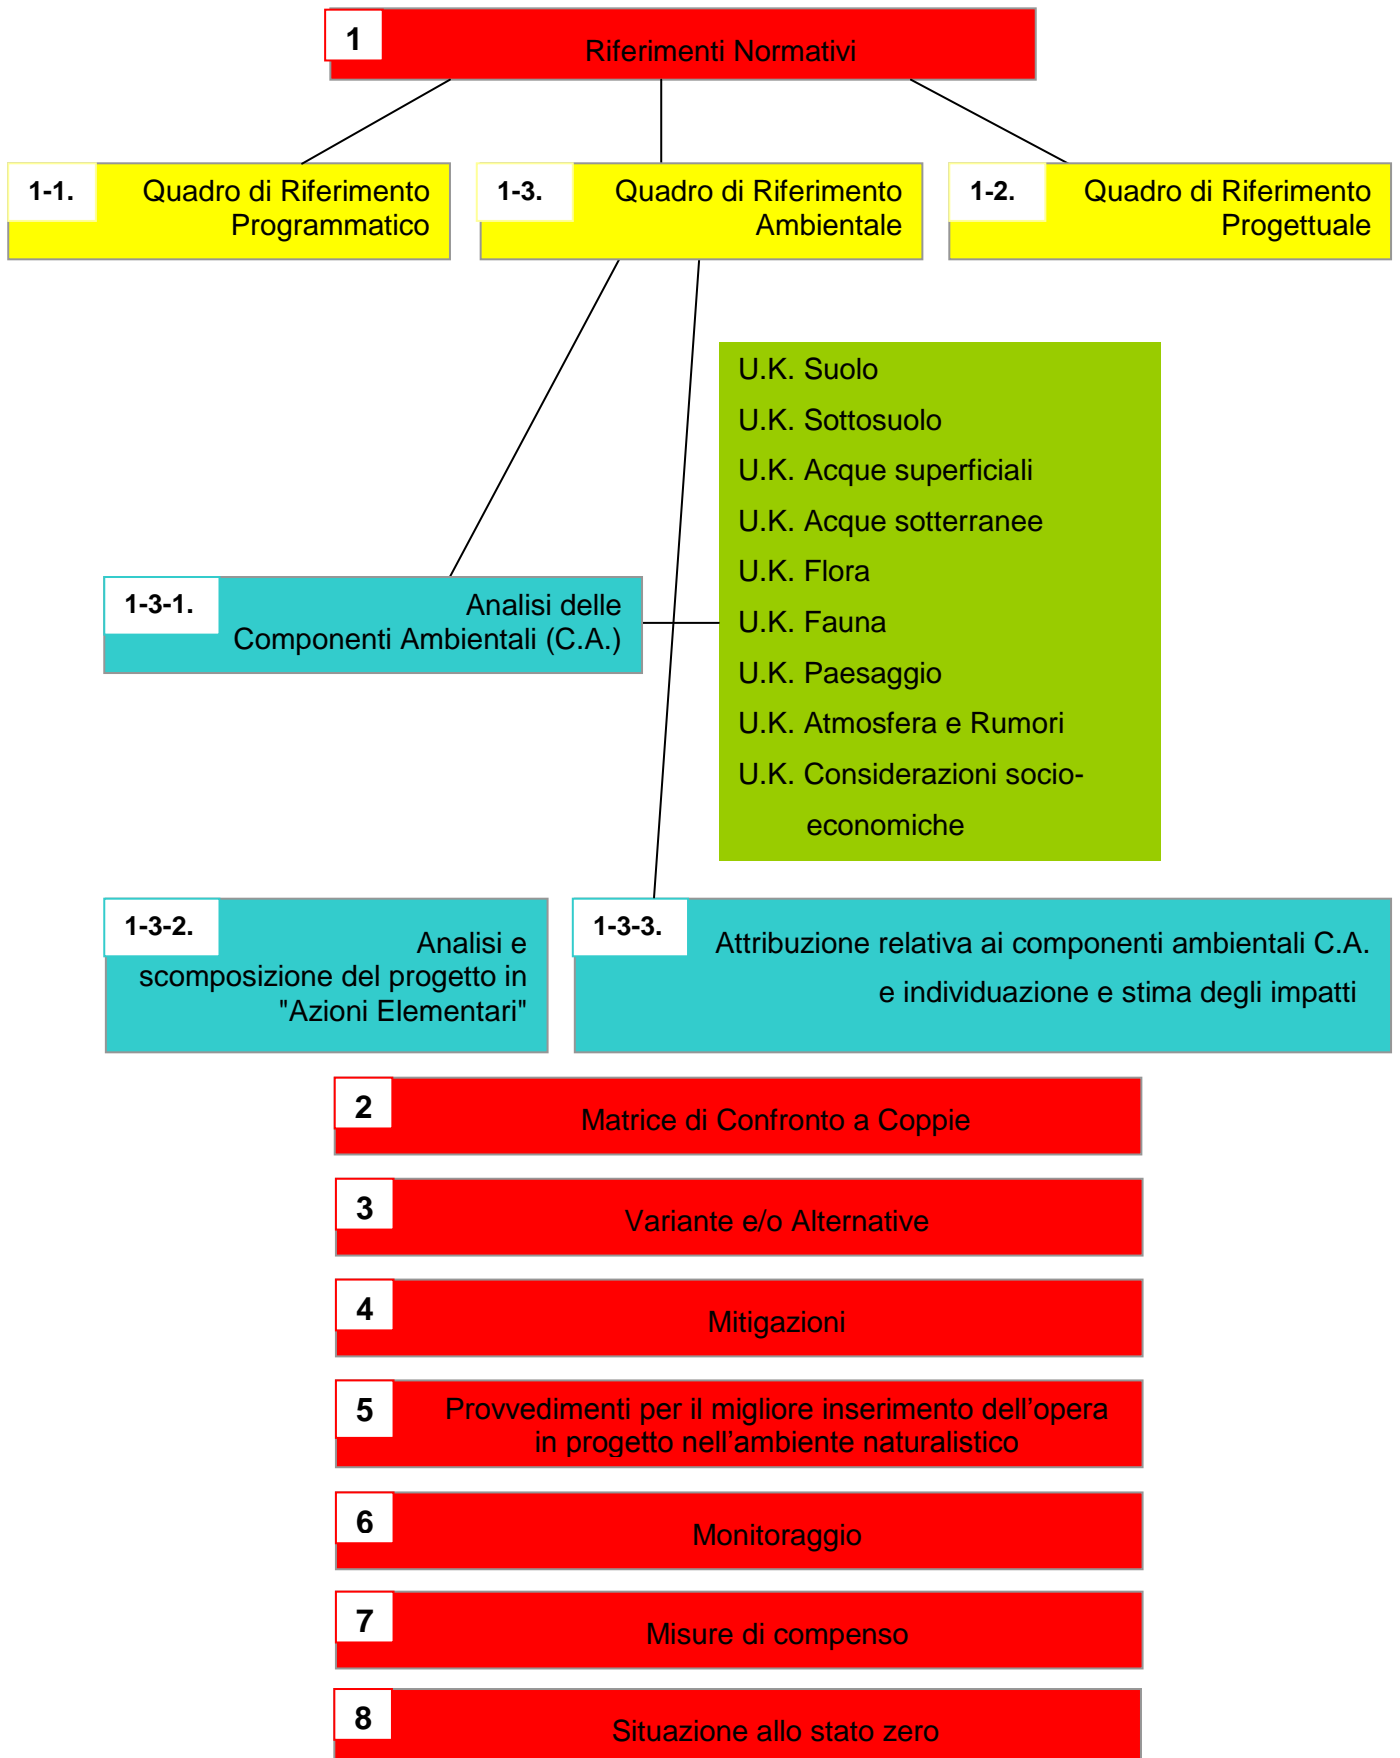 1
Riferimenti Normativi
1-1.
Quadro di Riferimento
Programmatico
1-3.
Quadro di Riferimento
Ambientale
1-2.
Quadro di Riferimento
Progettuale
U.K. Suolo
U.K. Sottosuolo
U.K. Acque superficiali
U.K. Acque sotterranee
U.K. Flora
U.K. Fauna
U.K. Paesaggio
U.K. Atmosfera e Rumori
U.K. Considerazioni socio-
economiche
1-3-1.
Analisi delle
Componenti Ambientali (C.A.)
1-3-2.
Analisi e
scomposizione del progetto in
"Azioni Elementari"
1-3-3.
Attribuzione relativa ai componenti ambientali C.A.
e individuazione e stima degli impatti
2
Matrice di Confronto a Coppie
3
Variante e/o Alternative
4
Mitigazioni
5
Provvedimenti per il migliore inserimento dell’opera
in progetto nell’ambiente naturalistico
6
Monitoraggio
7
Misure di compenso
8
Situazione allo stato zero